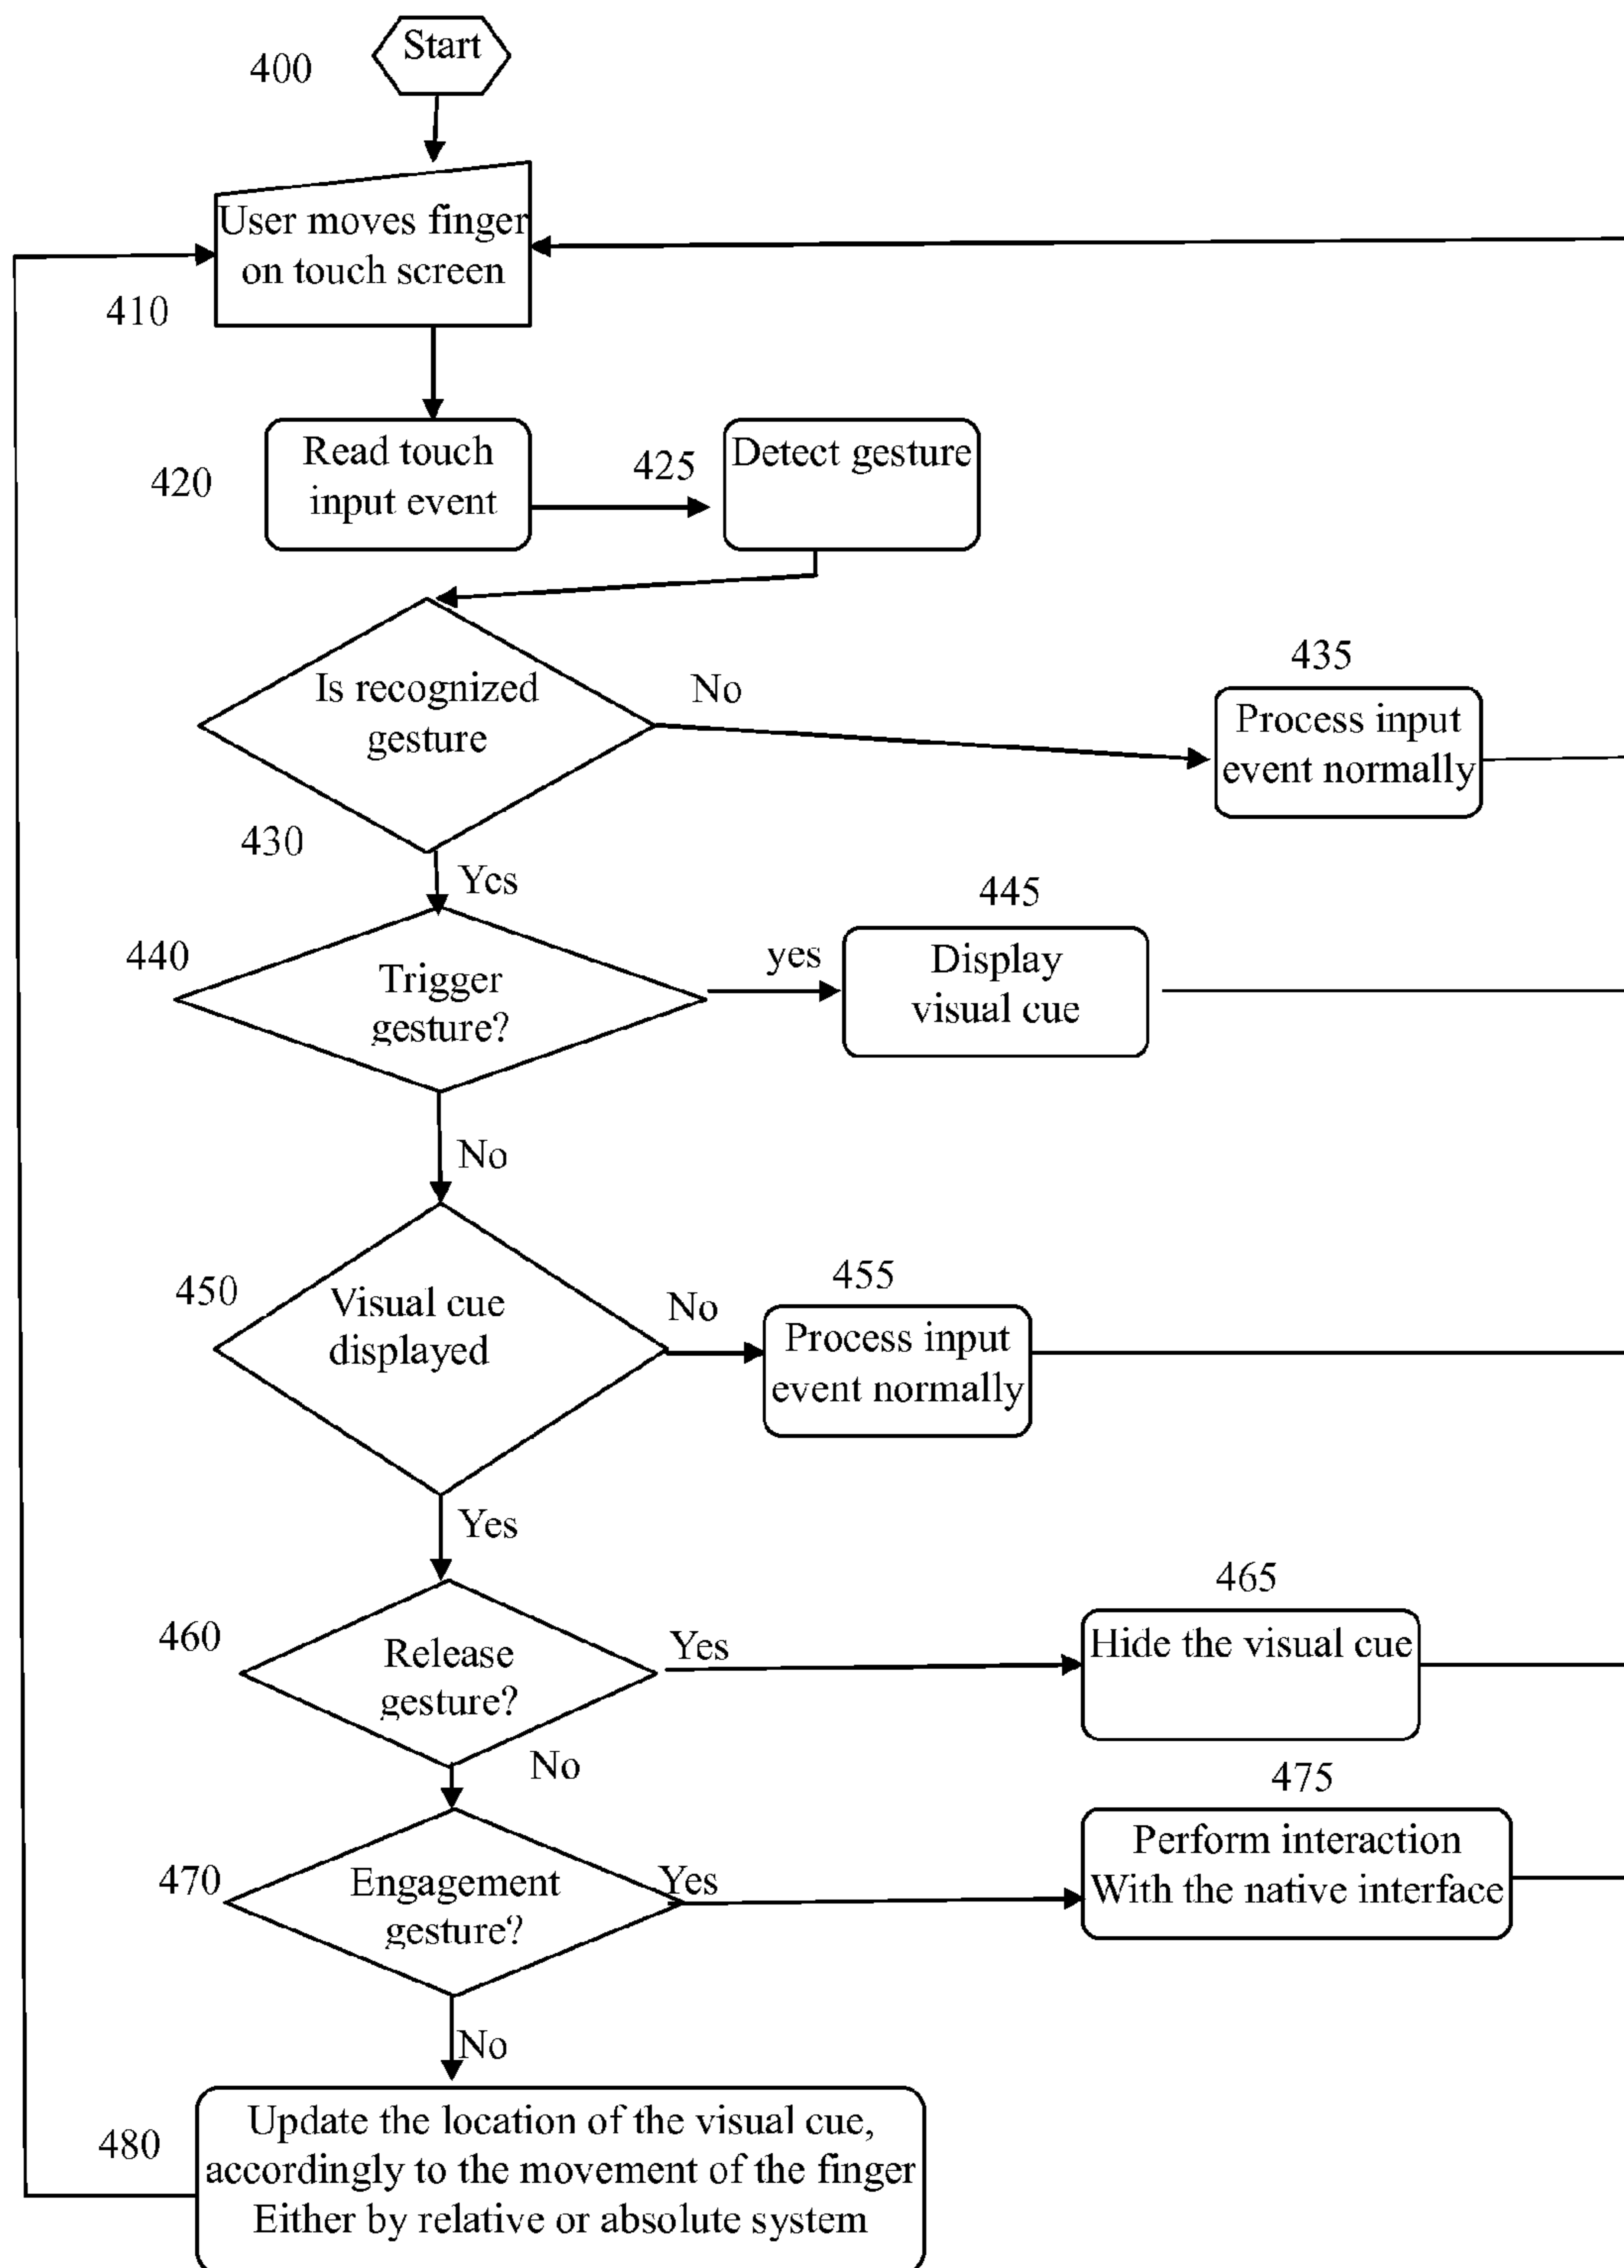 Start
400
User moves finger
on touch screen
410
Read touch
input event
420
425
Detect gesture
Is recognized
gesture
430
No
435
Process input
event normally
Yes
440
Trigger
gesture?
yes
445
Display
visual cue
No
450
Visual cue
displayed
No
455
Process input
event normally
Yes
460
Release
gesture?
Yes
465
Hide the visual cue
No
470
Engagement
gesture?
Yes
475
Perform interaction
With the native interface
No
480
Update the location of the visual cue,
accordingly to the movement of the finger
Either by relative or absolute system